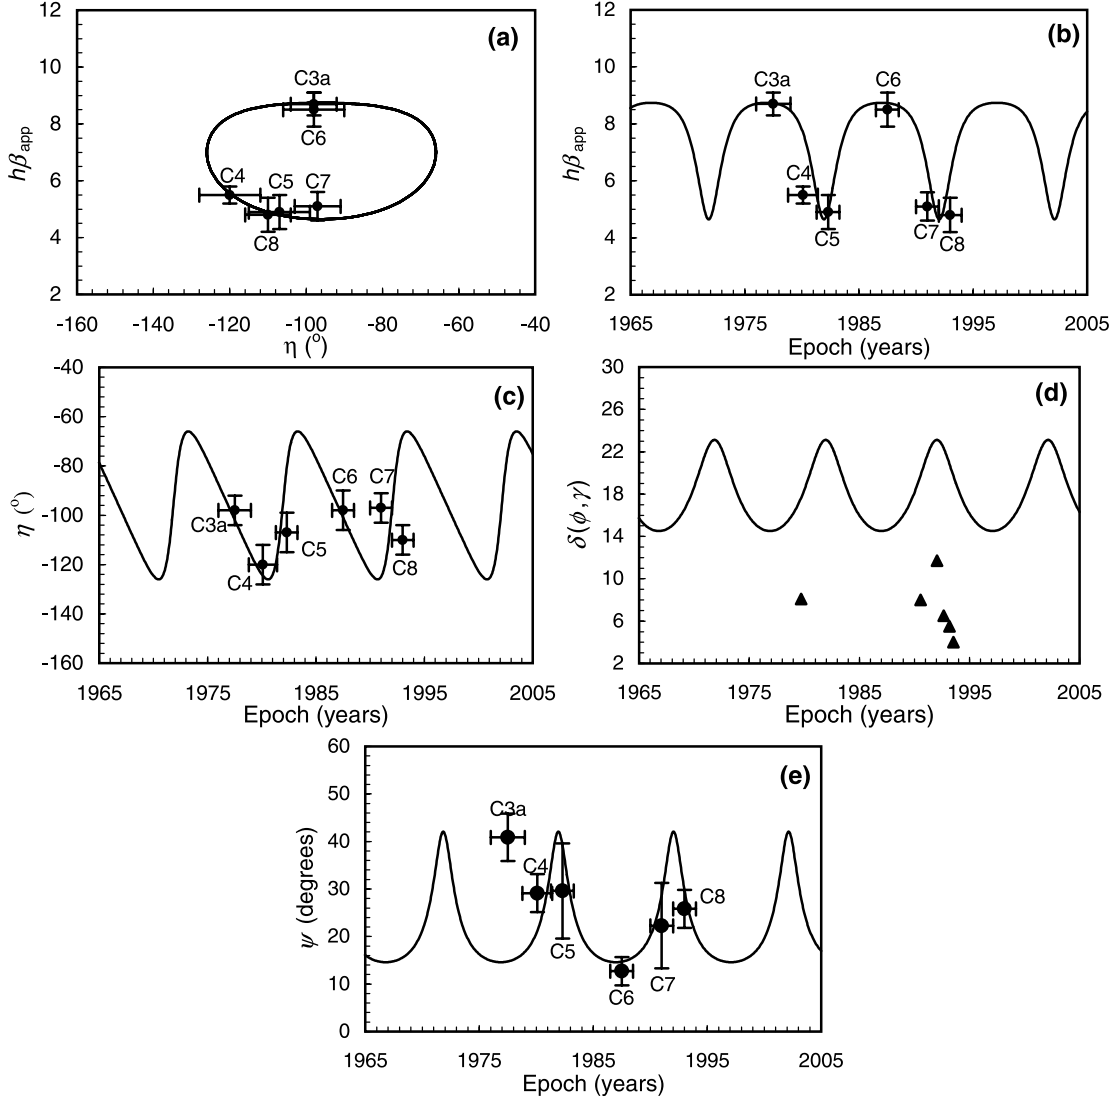 (a)
12
10
8
6
4
2
hβapp
C3a
C6
C4
C5
C7
C8
-160 -140 -120 -100 -80 -60 -40
η (°)
(b)
12
10
8
6
4
2
hβapp
C3a
C6
C4
C5
C7
C8
1965 1975 1985 1995 2005
Epoch (years)
(c)
-40
-60
-80
-100
-120
-140
-160
η (°)
C6
C7
C3a
C5
C8
C4
1965 1975 1985 1995 2005
Epoch (years)
(d)
30
26
22
18
14
10
6
2
δ(ϕ,γ)
1965 1975 1985 1995 2005
Epoch (years)
(e)
60
50
40
30
20
10
0
ψ (degrees)
C3a
C4
C8
C5
C7
C6
1965 1975 1985 1995 2005
Epoch (years)